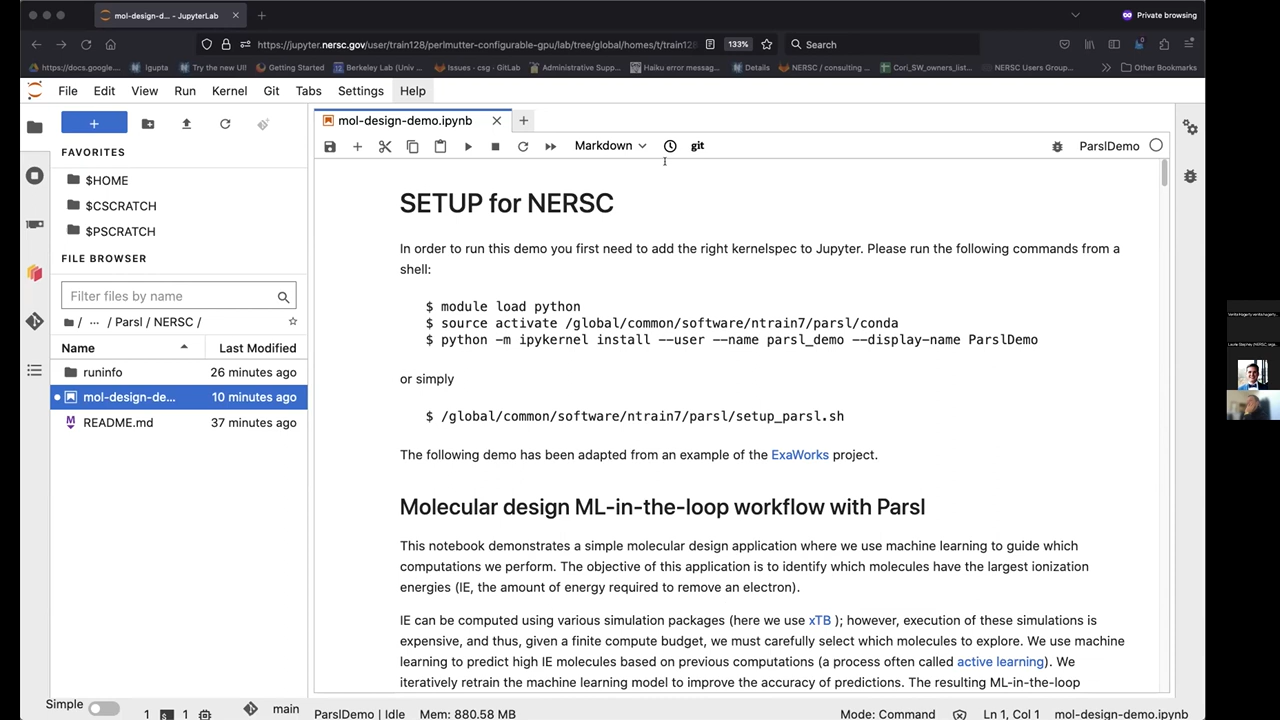 mol-design-d... - JupyterLab
Private browsing
https://jupyter.nersc.gov/user/train128/perlmutter-configurable-gpu/lab/tree/global/homes/t/train128
133%
Search
https://docs.google...
lgupta
Try the new UI!
Getting Started
Berkeley Lab (Univ ...
Issues · csg · GitLab
Administrative Supp...
Haiku error messag...
Details
NERSC / consulting ...
Cori_SW_owners_list...
NERSC Users Group...
Other Bookmarks
File Edit View Run Kernel Git Tabs Settings Help
mol-design-demo.ipynb
Markdown
git
ParslDemo
FAVORITES
$HOME
$CSCRATCH
$PSCRATCH
FILE BROWSER
Filter files by name
/ ... / Parsl / NERSC /
Name Last Modified
runinfo 26 minutes ago
mol-design-de... 10 minutes ago
README.md 37 minutes ago
SETUP for NERSC
In order to run this demo you first need to add the right kernelspec to Jupyter. Please run the following commands from a
shell:
$ module load python
$ source activate /global/common/software/ntrain7/parsl/conda
$ python -m ipykernel install --user --name parsl_demo --display-name ParslDemo
or simply
$ /global/common/software/ntrain7/parsl/setup_parsl.sh
The following demo has been adapted from an example of the ExaWorks project.
Molecular design ML-in-the-loop workflow with Parsl
This notebook demonstrates a simple molecular design application where we use machine learning to guide which
computations we perform. The objective of this application is to identify which molecules have the largest ionization
energies (IE, the amount of energy required to remove an electron).
IE can be computed using various simulation packages (here we use xTB ); however, execution of these simulations is
expensive, and thus, given a finite compute budget, we must carefully select which molecules to explore. We use machine
learning to predict high IE molecules based on previous computations (a process often called active learning). We
iteratively retrain the machine learning model to improve the accuracy of predictions. The resulting ML-in-the-loop
Simple
1
1
main
ParslDemo | Idle
Mem: 880.58 MB
Mode: Command
Ln 1, Col 1
mol-design-demo.ipynb